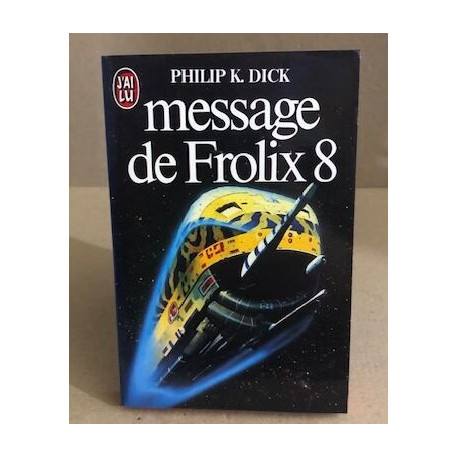 J'AI
LU
PHILIP K. DICK
message
de Frolix 8